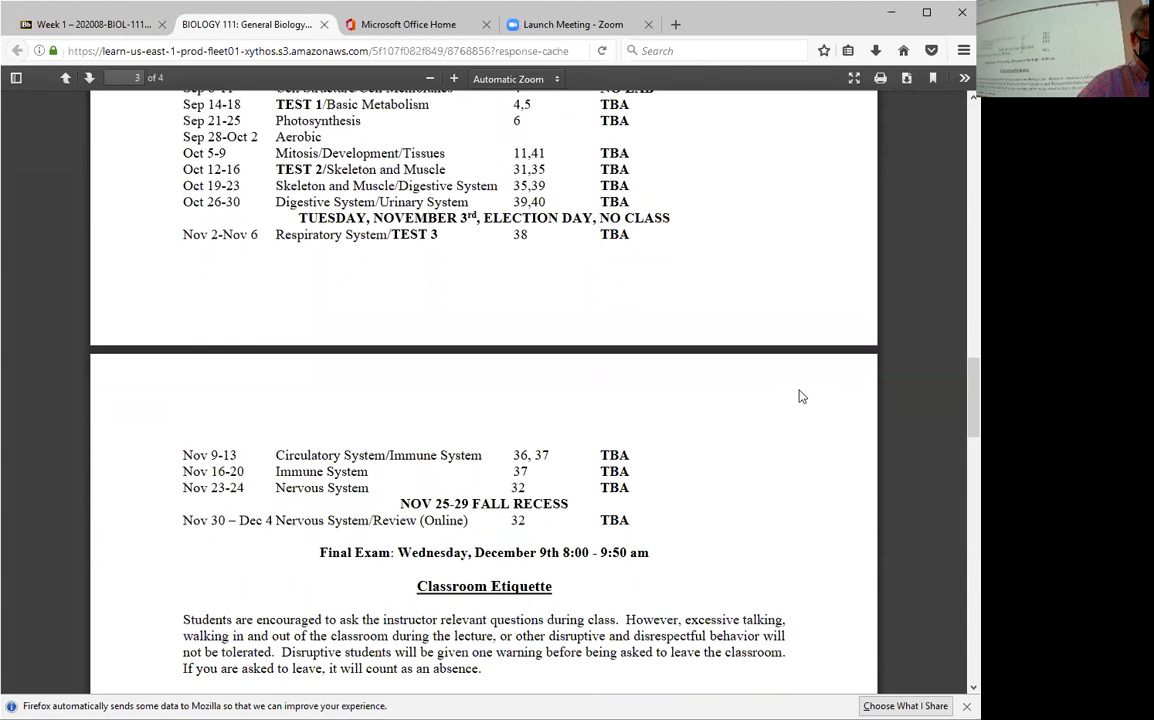 Week 1 – 202008-BIOL-111...
BIOLOGY 111: General Biology...
Microsoft Office Home
Launch Meeting - Zoom
https://learn-us-east-1-prod-fleet01-xythos.s3.amazonaws.com/5f107f082f849/8768856?response-cache
Search
3 of 4
Automatic Zoom
Sep 14-18 TEST 1/Basic Metabolism 4,5 TBA
Sep 21-25 Photosynthesis 6 TBA
Sep 28-Oct 2 Aerobic
Oct 5-9 Mitosis/Development/Tissues 11,41 TBA
Oct 12-16 TEST 2/Skeleton and Muscle 31,35 TBA
Oct 19-23 Skeleton and Muscle/Digestive System 35,39 TBA
Oct 26-30 Digestive System/Urinary System 39,40 TBA
TUESDAY, NOVEMBER 3rd, ELECTION DAY, NO CLASS
Nov 2-Nov 6 Respiratory System/TEST 3 38 TBA
Nov 9-13 Circulatory System/Immune System 36, 37 TBA
Nov 16-20 Immune System 37 TBA
Nov 23-24 Nervous System 32 TBA
NOV 25-29 FALL RECESS
Nov 30 – Dec 4 Nervous System/Review (Online) 32 TBA
Final Exam: Wednesday, December 9th 8:00 - 9:50 am
Classroom Etiquette
Students are encouraged to ask the instructor relevant questions during class. However, excessive talking,
walking in and out of the classroom during the lecture, or other disruptive and disrespectful behavior will
not be tolerated. Disruptive students will be given one warning before being asked to leave the classroom.
If you are asked to leave, it will count as an absence.
Firefox automatically sends some data to Mozilla so that we can improve your experience.
Choose What I Share